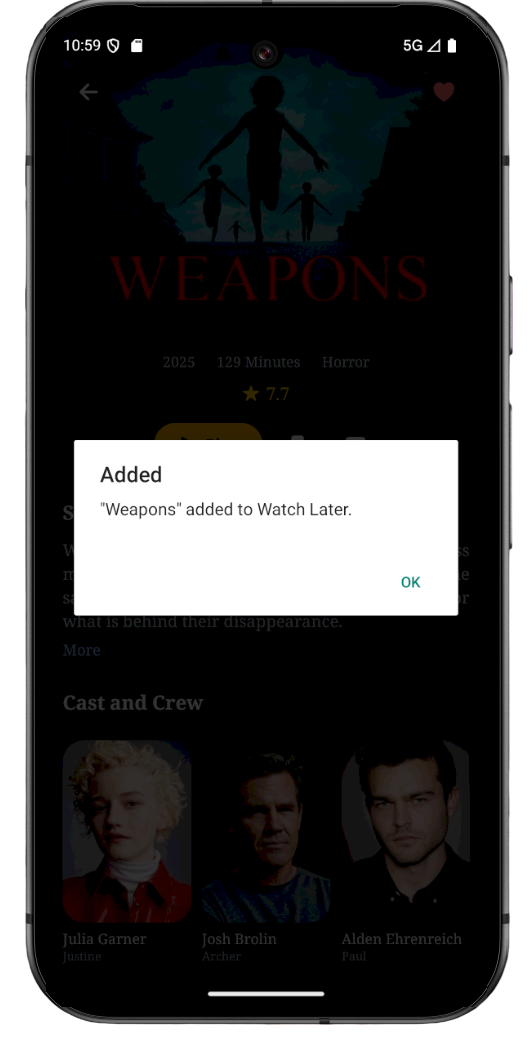 10:59
5G
WEAPONS
2025 129 Minutes Horror
7.7
Added
"Weapons" added to Watch Later.
OK
what is behind their disappearance.
More
Cast and Crew
Julia Garner Josh Brolin Alden Ehrenreich
Justine Archer Paul